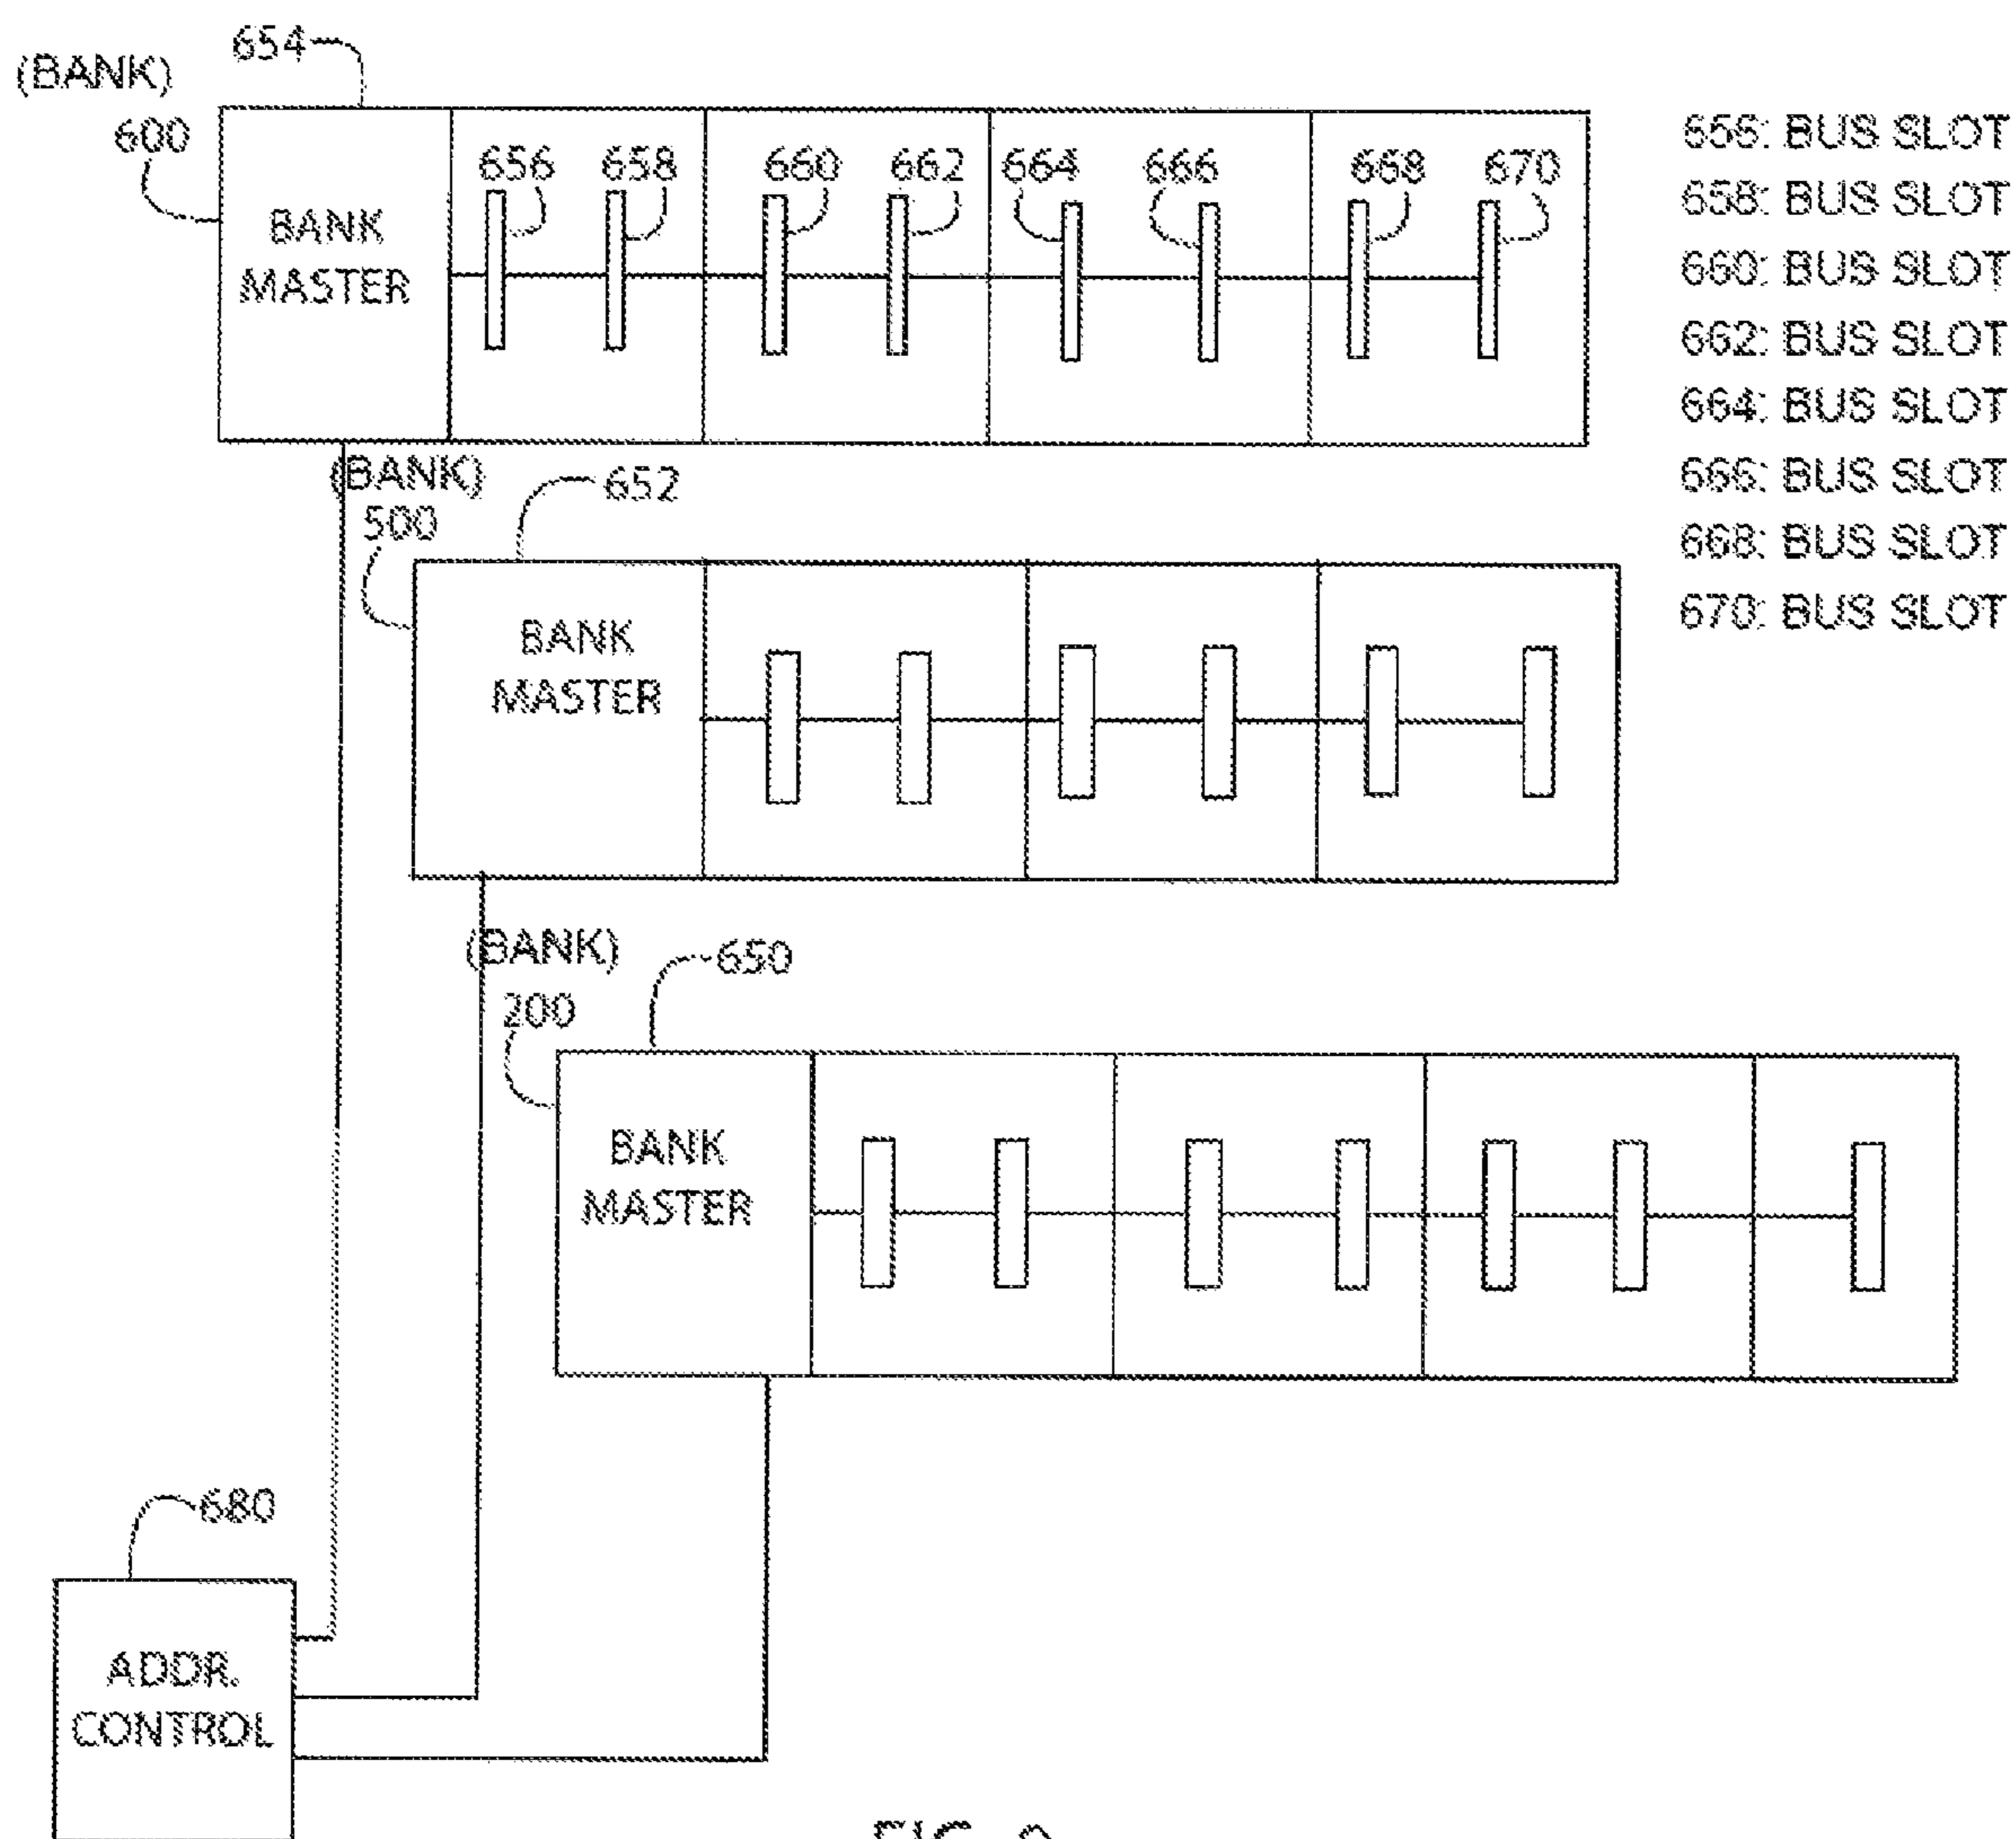 654
(BANK)
600
BANK
MASTER
656
658
660
662
664
666
668
670
656: BUS SLOT
658: BUS SLOT
660: BUS SLOT
662: BUS SLOT
664: BUS SLOT
666: BUS SLOT
668: BUS SLOT
670: BUS SLOT
(BANK)
500
652
BANK
MASTER
(BANK)
200
650
BANK
MASTER
680
ADDR.
CONTROL
FIG.